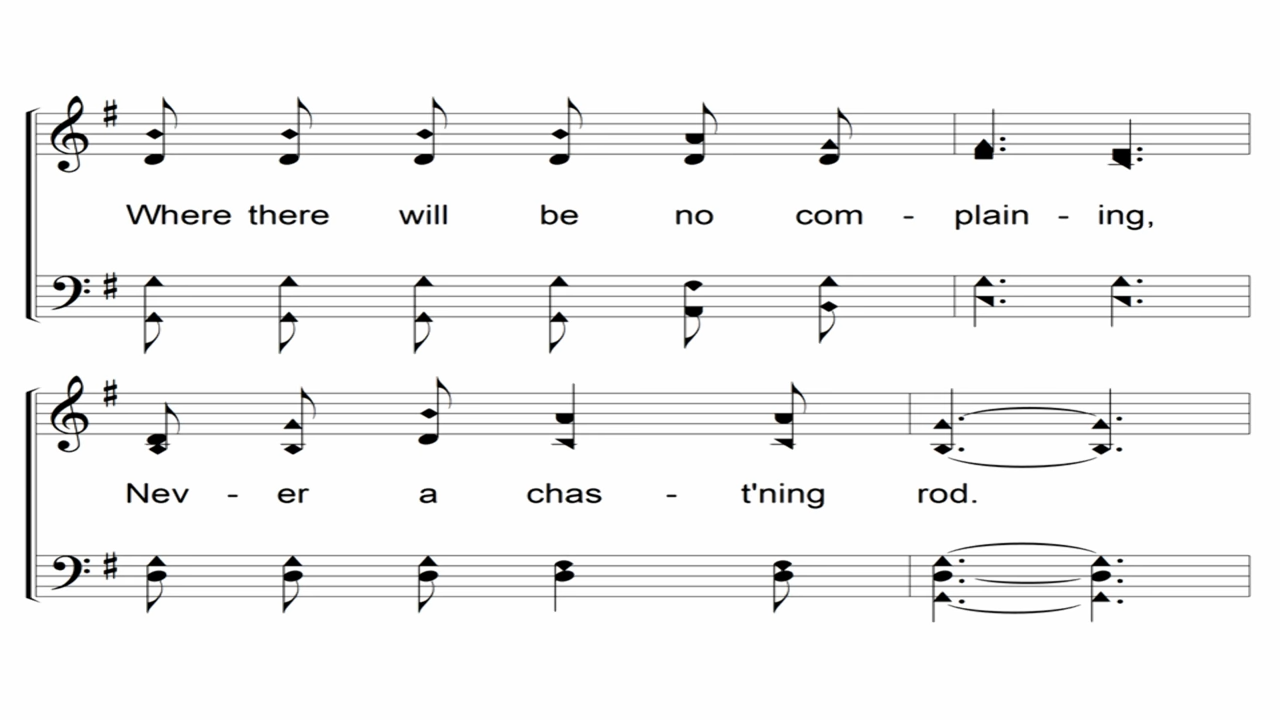 Where there will be no com - plain - ing,
Nev - er a chas - t'ning rod.